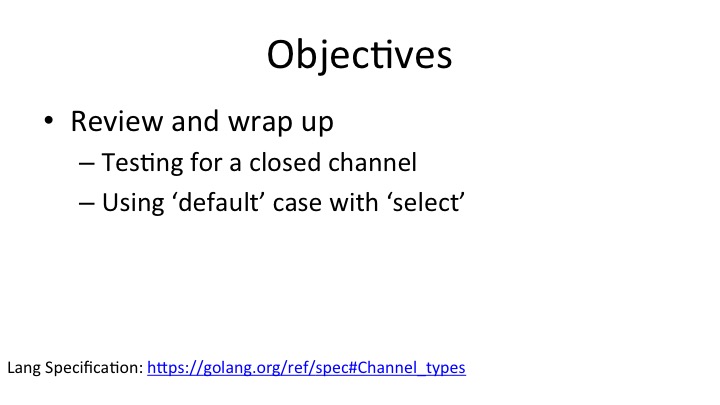 Objectives
• Review and wrap up
– Testing for a closed channel
– Using ‘default’ case with ‘select’
Lang Specification: https://golang.org/ref/spec#Channel_types